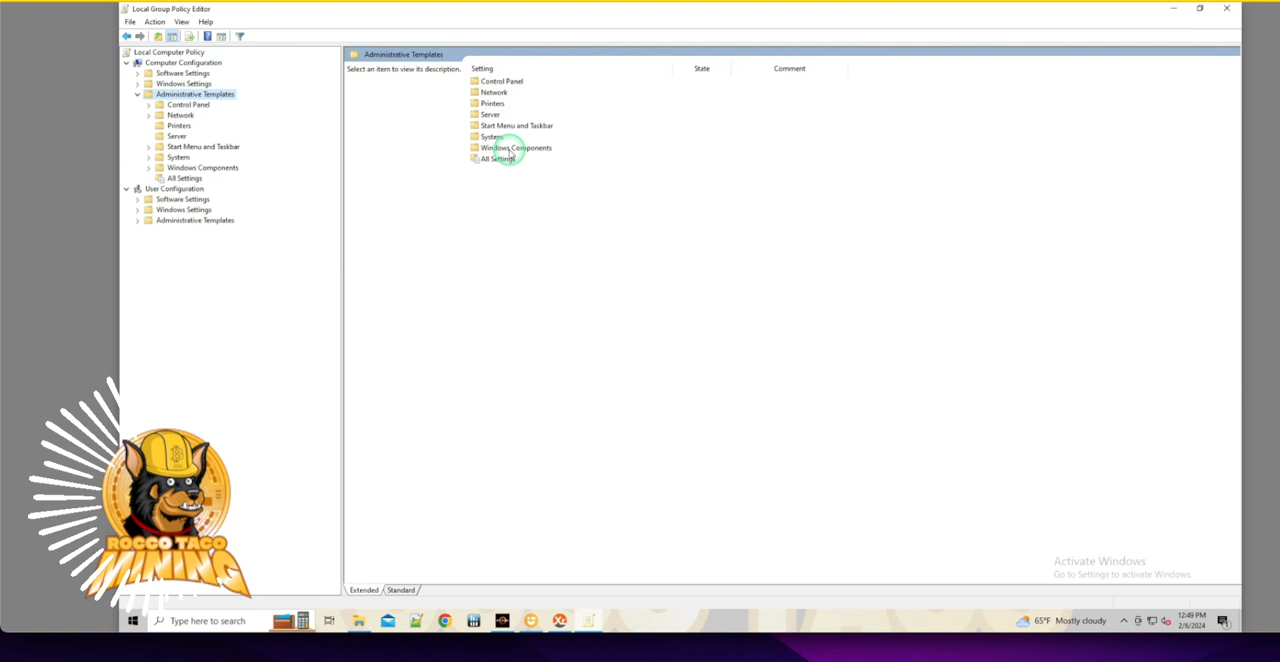 Local Group Policy Editor
File Action View Help
Local Computer Policy
Computer Configuration
Software Settings
Windows Settings
Administrative Templates
Control Panel
Network
Printers
Server
Start Menu and Taskbar
System
Windows Components
All Settings
User Configuration
Software Settings
Windows Settings
Administrative Templates
Administrative Templates
Select an item to view its description.
Setting State Comment
Control Panel
Network
Printers
Server
Start Menu and Taskbar
System
Windows Components
All Settings
Extended Standard
Activate Windows
Go to Settings to activate Windows.
ROCCO TACO
MINING
Type here to search
65°F Mostly cloudy
12:49 PM
2/6/2024